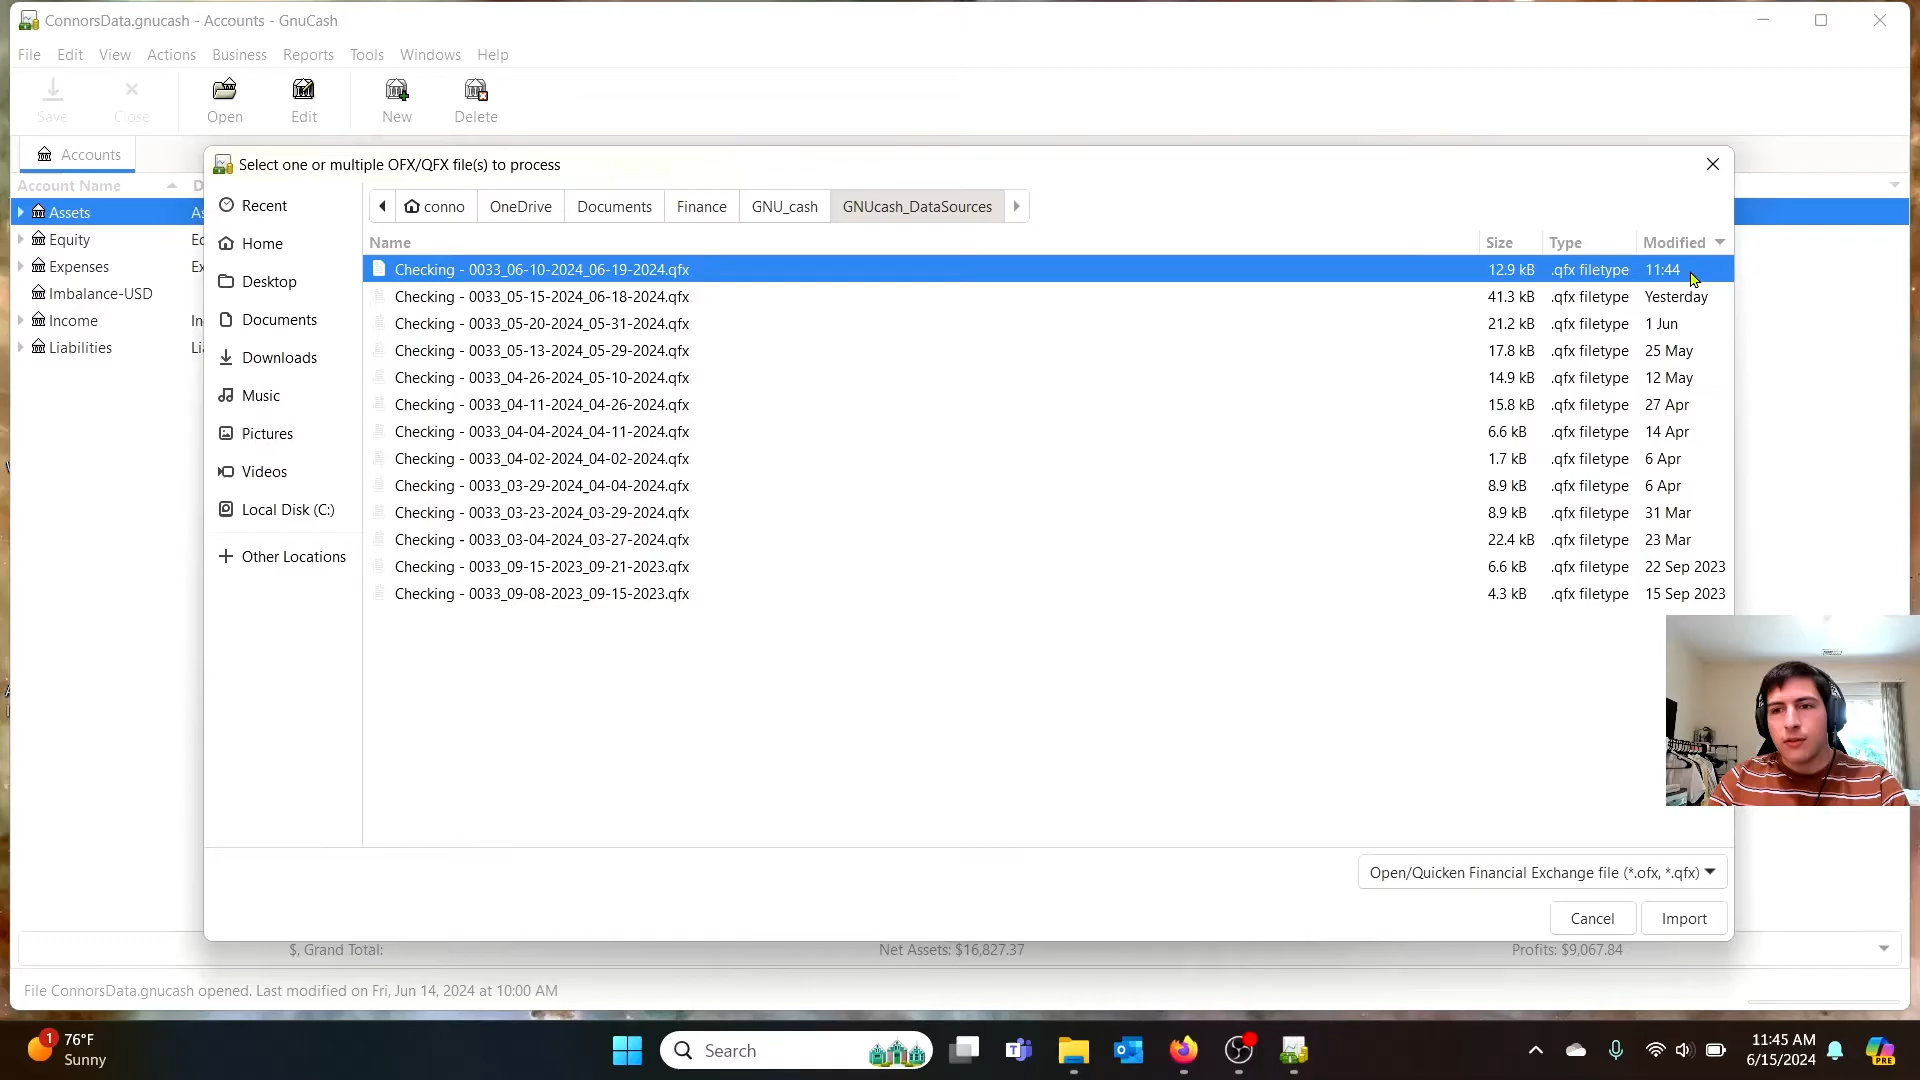 ConnorsData.gnucash - Accounts - GnuCash
File Edit View Actions Business Reports Tools Windows Help
Save Close Open Edit New Delete
Accounts
Account Name
Assets
Equity
Expenses
Imbalance-USD
Income
Liabilities
Select one or multiple OFX/QFX file(s) to process
Recent
Home
Desktop
Documents
Downloads
Music
Pictures
Videos
Local Disk (C:)
Other Locations
conno OneDrive Documents Finance GNU_cash GNUcash_DataSources
Name Size Type Modified
Checking - 0033_06-10-2024_06-19-2024.qfx 12.9 kB .qfx filetype 11:44
Checking - 0033_05-15-2024_06-18-2024.qfx 41.3 kB .qfx filetype Yesterday
Checking - 0033_05-20-2024_05-31-2024.qfx 21.2 kB .qfx filetype 1 Jun
Checking - 0033_05-13-2024_05-29-2024.qfx 17.8 kB .qfx filetype 25 May
Checking - 0033_04-26-2024_05-10-2024.qfx 14.9 kB .qfx filetype 12 May
Checking - 0033_04-11-2024_04-26-2024.qfx 15.8 kB .qfx filetype 27 Apr
Checking - 0033_04-04-2024_04-11-2024.qfx 6.6 kB .qfx filetype 14 Apr
Checking - 0033_04-02-2024_04-02-2024.qfx 1.7 kB .qfx filetype 6 Apr
Checking - 0033_03-29-2024_04-04-2024.qfx 8.9 kB .qfx filetype 6 Apr
Checking - 0033_03-23-2024_03-29-2024.qfx 8.9 kB .qfx filetype 31 Mar
Checking - 0033_03-04-2024_03-27-2024.qfx 22.4 kB .qfx filetype 23 Mar
Checking - 0033_09-15-2023_09-21-2023.qfx 6.6 kB .qfx filetype 22 Sep 2023
Checking - 0033_09-08-2023_09-15-2023.qfx 4.3 kB .qfx filetype 15 Sep 2023
Open/Quicken Financial Exchange file (*.ofx, *.qfx)
Cancel Import
$, Grand Total: Net Assets: $16,827.37 Profits: $9,067.84
File ConnorsData.gnucash opened. Last modified on Fri, Jun 14, 2024 at 10:00 AM
1 76°F
Sunny
Search
11:45 AM
6/15/2024
PRE